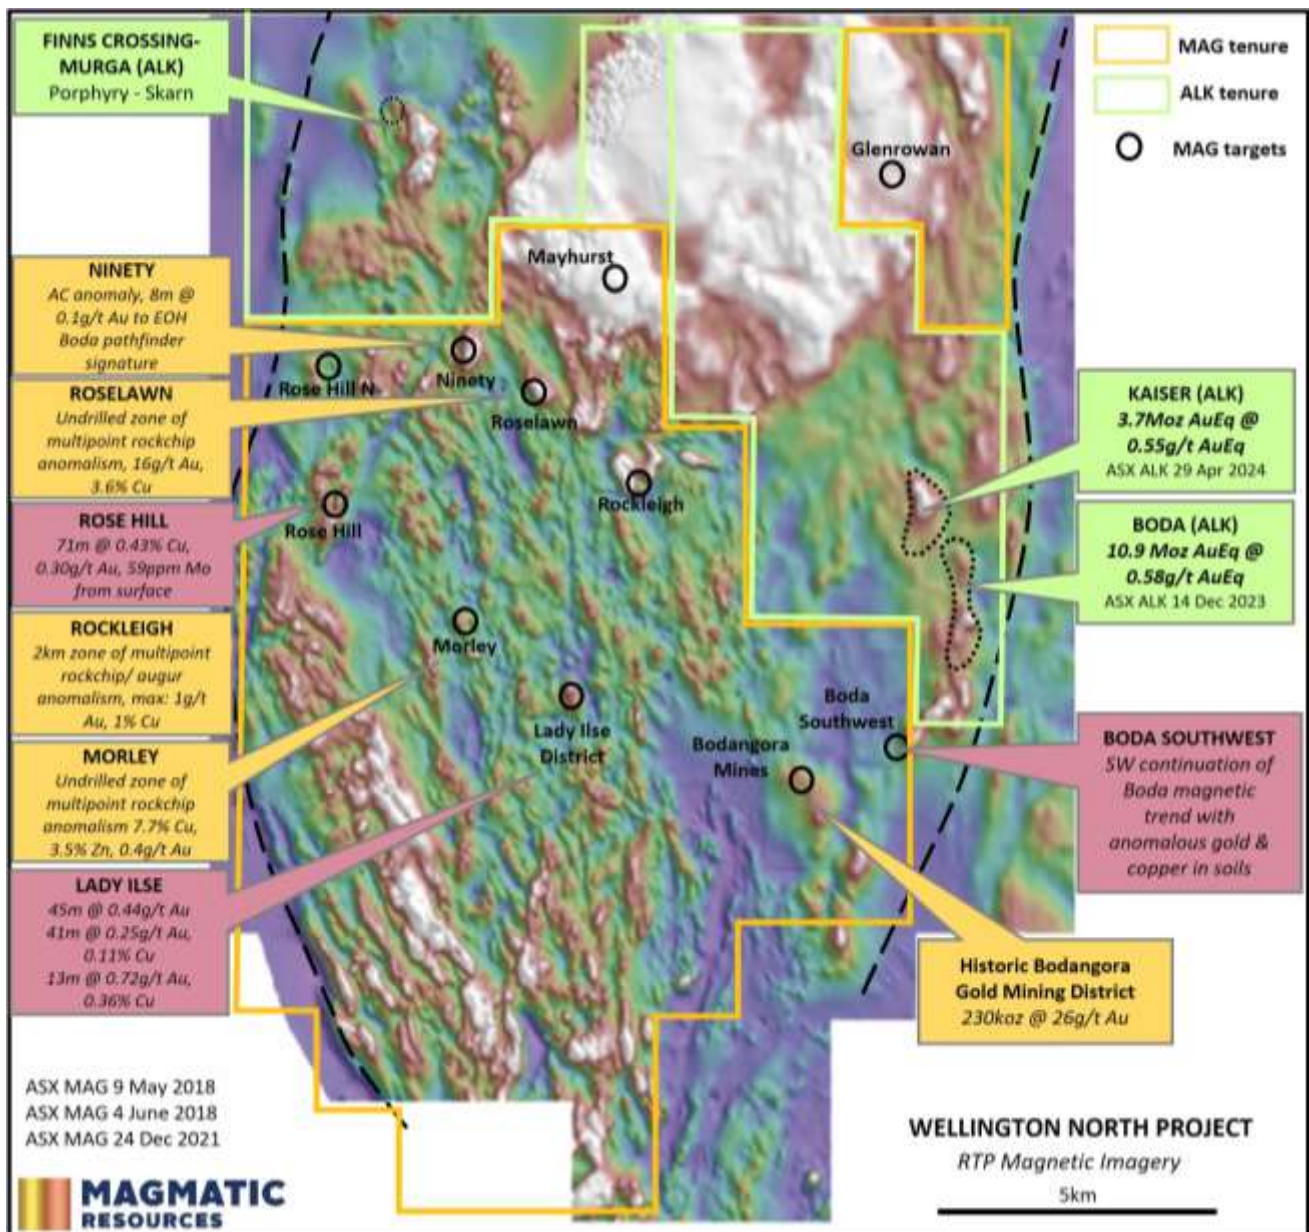 FINNS CROSSING-
MURGA (ALK)
Porphyry - Skarn
MAG tenure
ALK tenure
MAG targets
Glenrowan
Mayhurst
NINETY
AC anomaly, 8m @
0.1g/t Au to EOH
Boda pathfinder
signature
Rose Hill N
Ninety
Roselawn
ROSELAWN
Undrilled zone of
multipoint rockchip
anomalism, 16g/t Au,
3.6% Cu
KAISER (ALK)
3.7Moz AuEq @
0.55g/t AuEq
ASX ALK 29 Apr 2024
Rockleigh
Rose Hill
ROSE HILL
71m @ 0.43% Cu,
0.30g/t Au, 59ppm Mo
from surface
BODA (ALK)
10.9 Moz AuEq @
0.58g/t AuEq
ASX ALK 14 Dec 2023
ROCKLEIGH
2km zone of multipoint
rockchip/ augur
anomalism, max: 1g/t
Au, 1% Cu
Morley
Lady Ilse
District
Boda
Southwest
Bodangora
Mines
MORLEY
Undrilled zone of
multipoint rockchip
anomalism 7.7% Cu,
3.5% Zn, 0.4g/t Au
BODA SOUTHWEST
SW continuation of
Boda magnetic
trend with
anomalous gold &
copper in soils
LADY ILSE
45m @ 0.44g/t Au
41m @ 0.25g/t Au,
0.11% Cu
13m @ 0.72g/t Au,
0.36% Cu
Historic Bodangora
Gold Mining District
230koz @ 26g/t Au
ASX MAG 9 May 2018
ASX MAG 4 June 2018
ASX MAG 24 Dec 2021
MAGMATIC
RESOURCES
WELLINGTON NORTH PROJECT
RTP Magnetic Imagery
5km